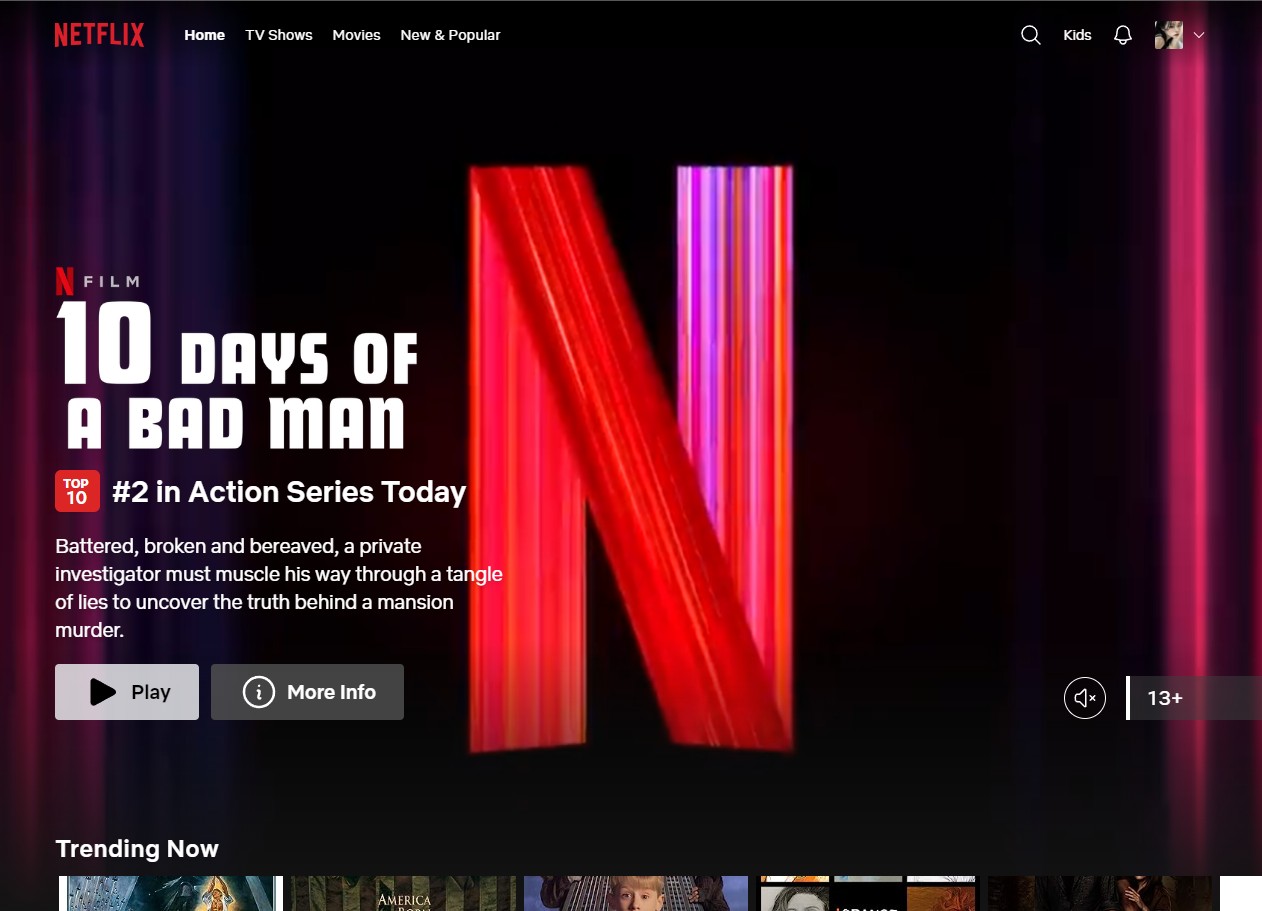 NETFLIX
Home TV Shows Movies New & Popular
Kids
N FILM
10 DAYS OF
A BAD MAN
TOP
10
#2 in Action Series Today
Battered, broken and bereaved, a private
investigator must muscle his way through a tangle
of lies to uncover the truth behind a mansion
murder.
Play
More Info
13+
Trending Now
AMERICA